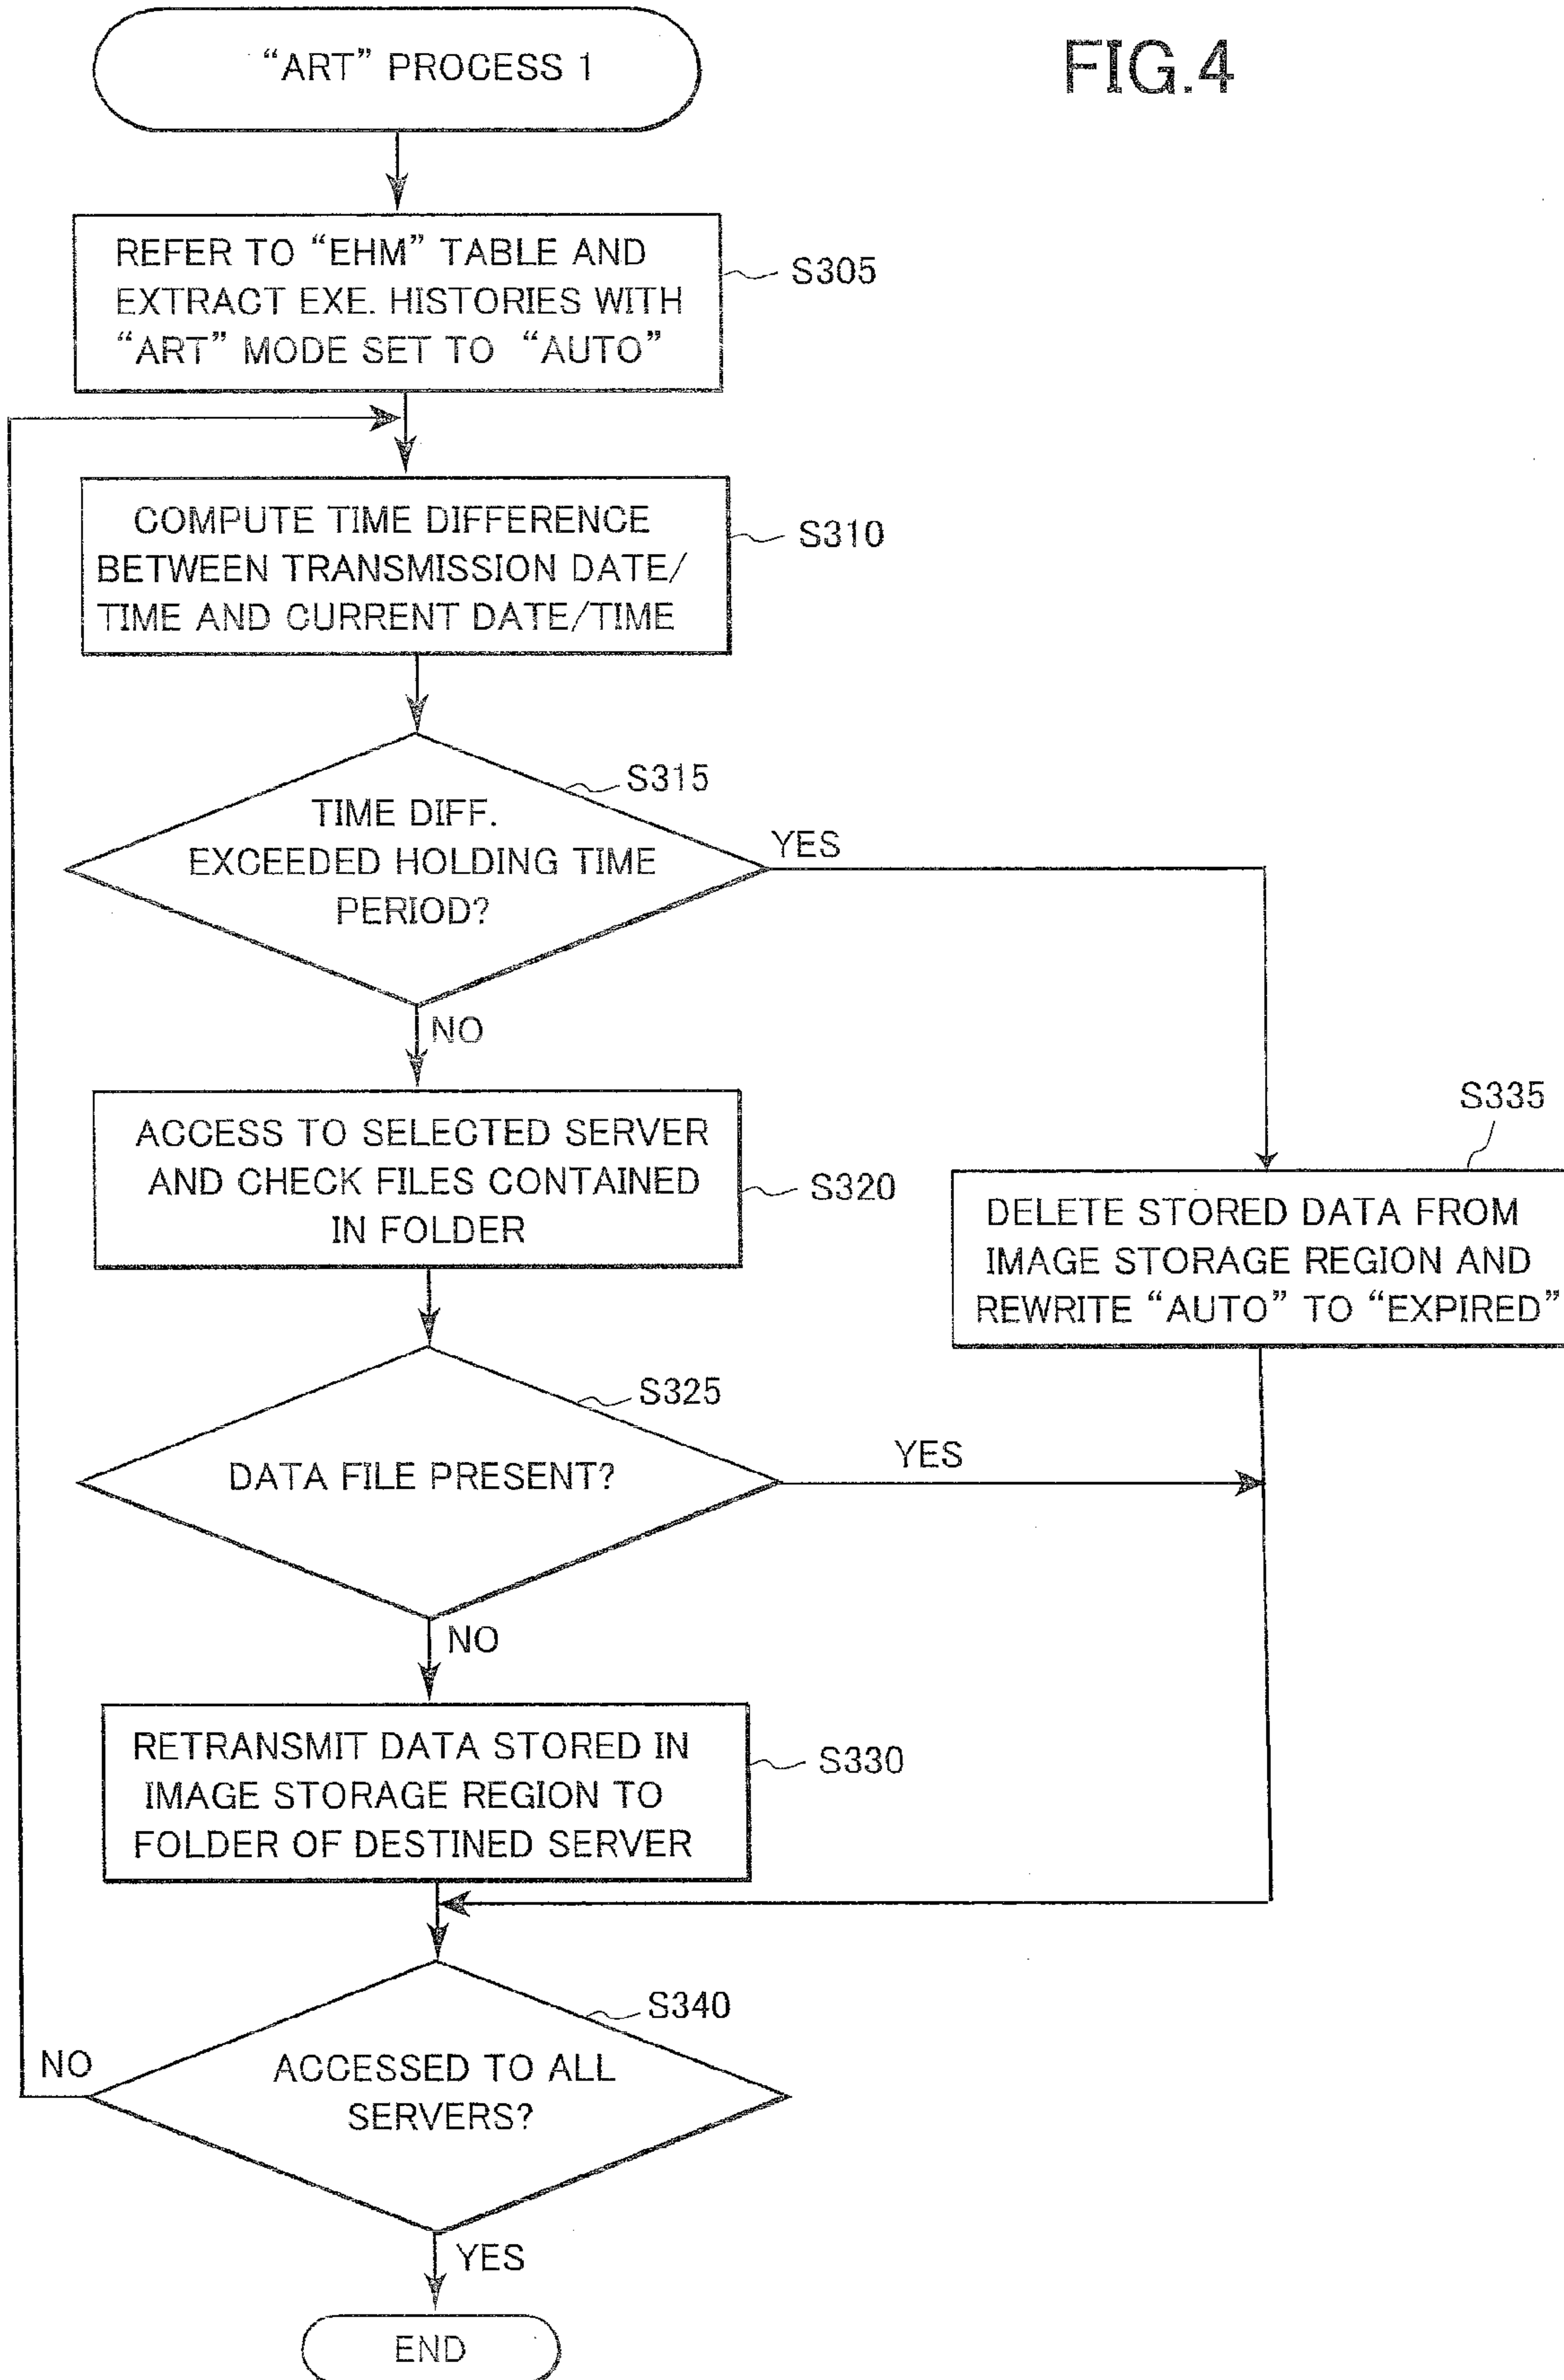 FIG.4
“ART” PROCESS 1
REFER TO “EHM” TABLE AND
EXTRACT EXE. HISTORIES WITH
“ART” MODE SET TO “AUTO”
S305
COMPUTE TIME DIFFERENCE
BETWEEN TRANSMISSION DATE/
TIME AND CURRENT DATE/TIME
S310
S315
TIME DIFF.
EXCEEDED HOLDING TIME
PERIOD?
YES
NO
ACCESS TO SELECTED SERVER
AND CHECK FILES CONTAINED
IN FOLDER
S320
S335
DELETE STORED DATA FROM
IMAGE STORAGE REGION AND
REWRITE “AUTO” TO “EXPIRED”
S325
DATA FILE PRESENT?
YES
NO
RETRANSMIT DATA STORED IN
IMAGE STORAGE REGION TO
FOLDER OF DESTINED SERVER
S330
S340
ACCESSED TO ALL
SERVERS?
NO
YES
END